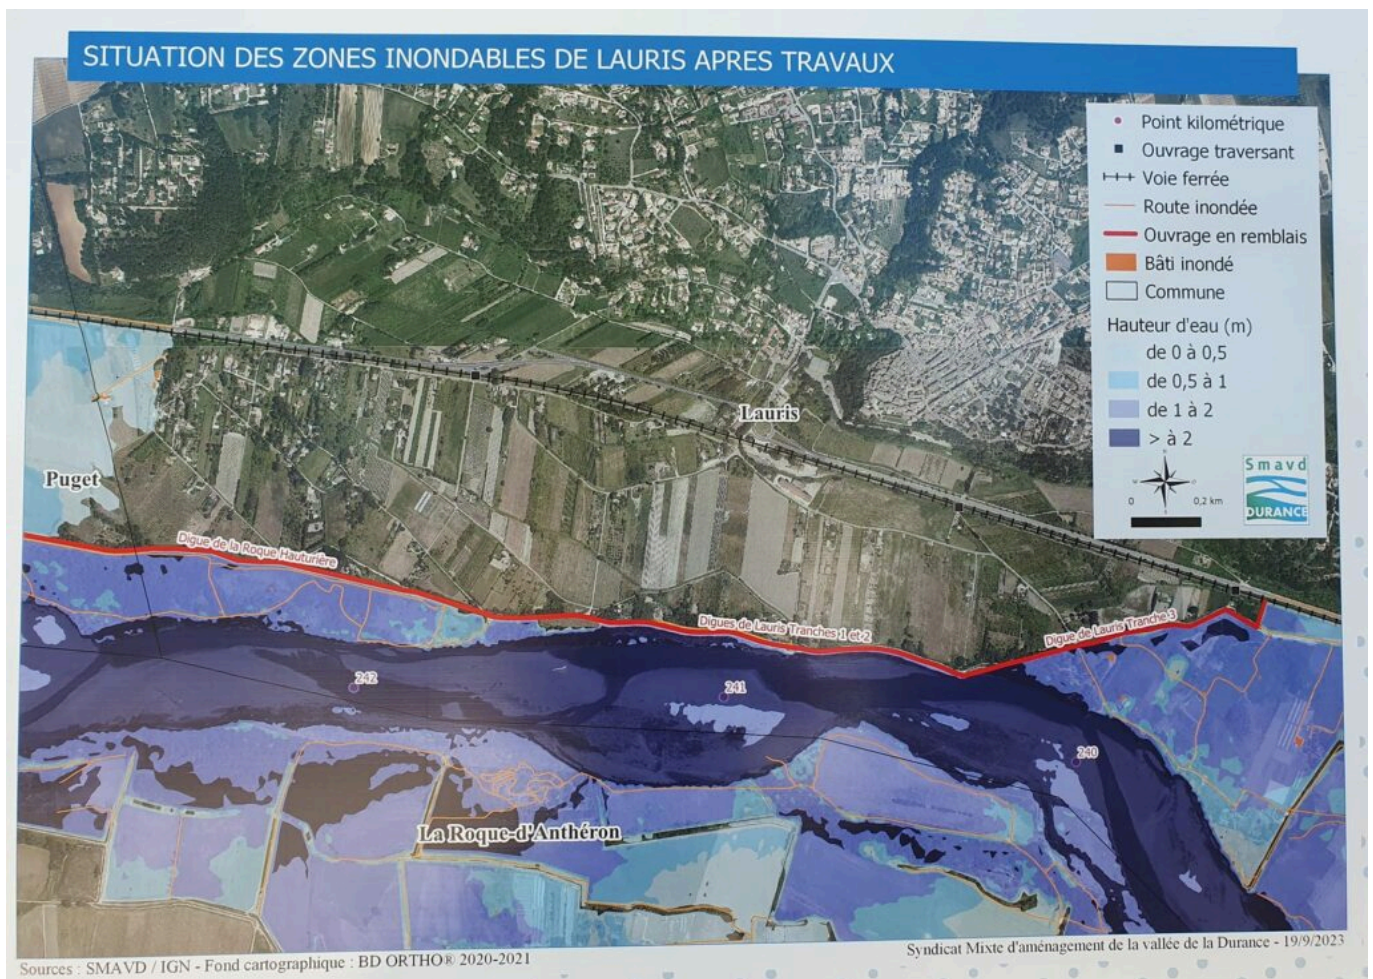 SITUATION DES ZONES INONDABLES DE LAURIS APRES TRAVAUX
Point kilométrique
Ouvrage traversant
Voie ferrée
Route inondée
Ouvrage en remblais
Bâti inondé
Commune
Hauteur d'eau (m)
de 0 à 0,5
de 0,5 à 1
de 1 à 2
> à 2
0 0,2 km
Smavd
DURANCE
Lauris
Puget
Digue de la Roque Hauturière
Digues de Lauris Tranches 1 et 2
Digue de Lauris Tranche 3
242
241
240
La Roque-d'Anthéron
Sources : SMAVD / IGN - Fond cartographique : BD ORTHO® 2020-2021
Syndicat Mixte d'aménagement de la vallée de la Durance - 19/9/2023